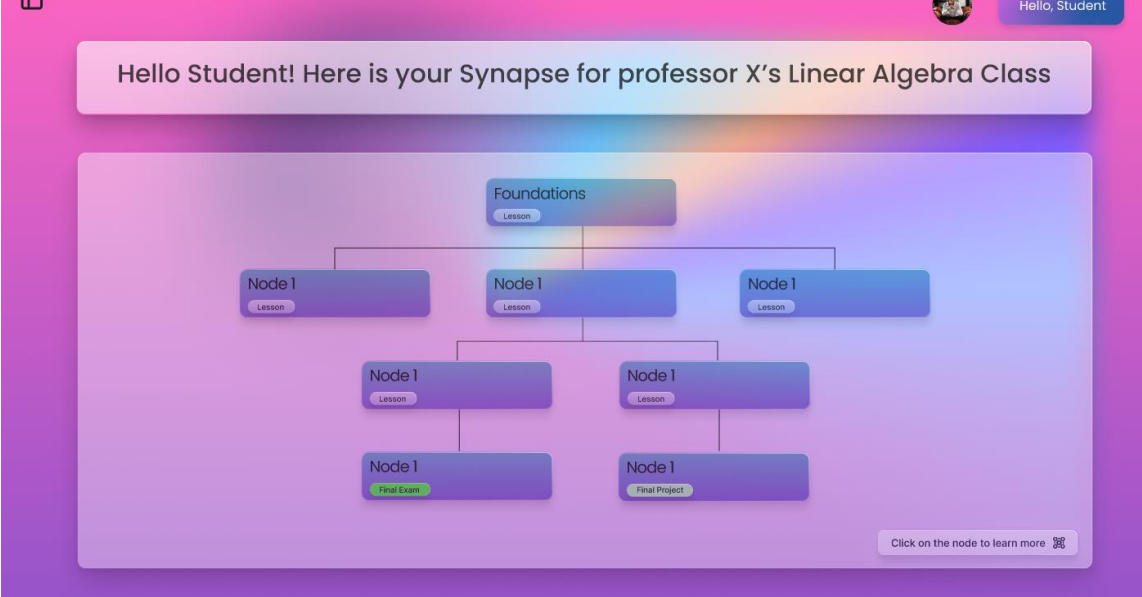 Hello, Student
Hello Student! Here is your Synapse for professor X's Linear Algebra Class
Foundations
Lesson
Node 1
Lesson
Node 1
Lesson
Node 1
Lesson
Node 1
Lesson
Node 1
Lesson
Node 1
Final Exam
Node 1
Final Project
Click on the node to learn more